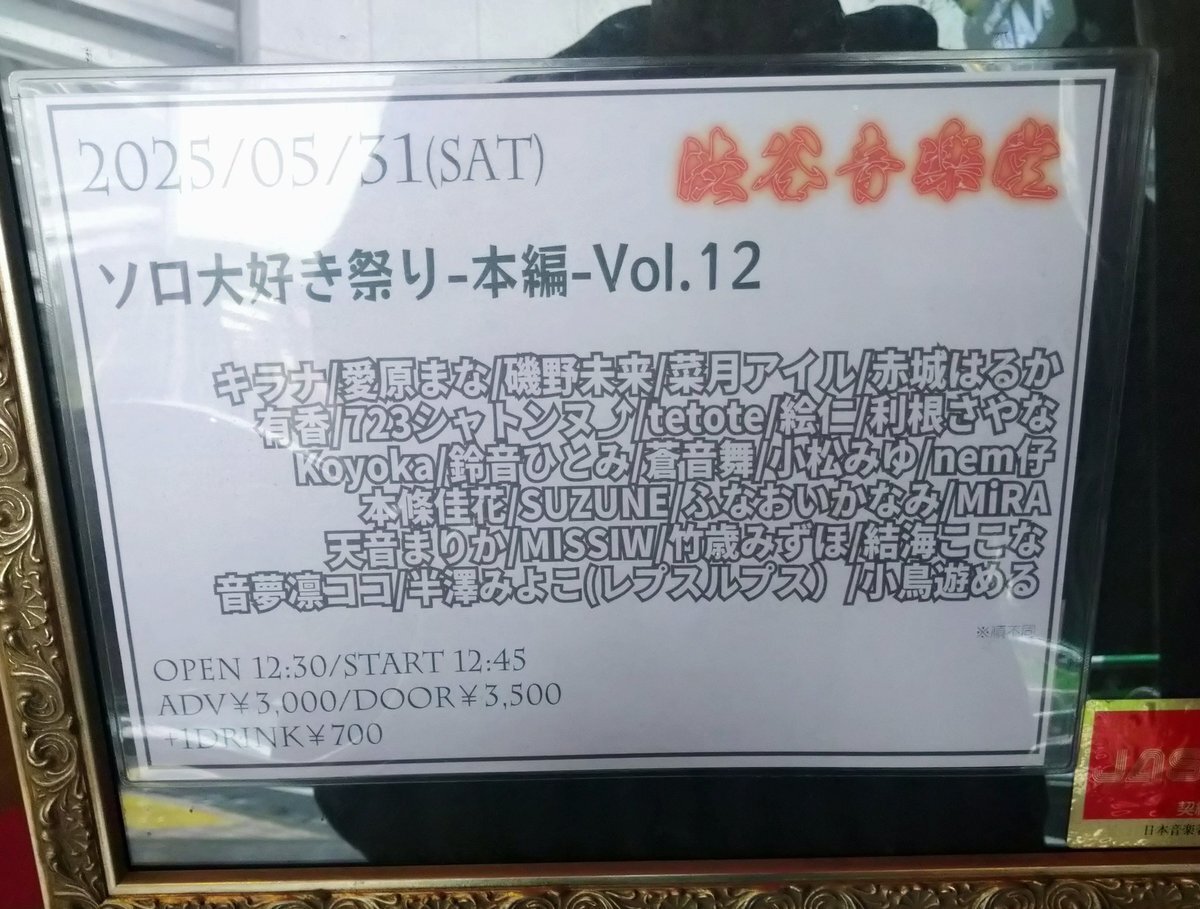 2025/05/31(SAT)
渋谷音楽堂
ソロ大好き祭り-本編-Vol.12
キラナ/愛原まな/磯野未来/菜月アイル/赤城はるか
有香/723シャトンヌ⤴/tetote/絵仁/利根さやな
Koyoka/鈴音ひとみ/蒼音舞/小松みゆ/nem仔
本條佳花/SUZUNE/ふなおいかなみ/MiRA
天音まりか/MISSIW/竹歳みずほ/結海ここな
音夢凛ココ/半澤みよこ(レプスルプス）/小鳥遊める
※順不同
OPEN 12:30/START 12:45
ADV¥3,000/DOOR¥3,500
+1DRINK¥700
JAS
契
日本音楽